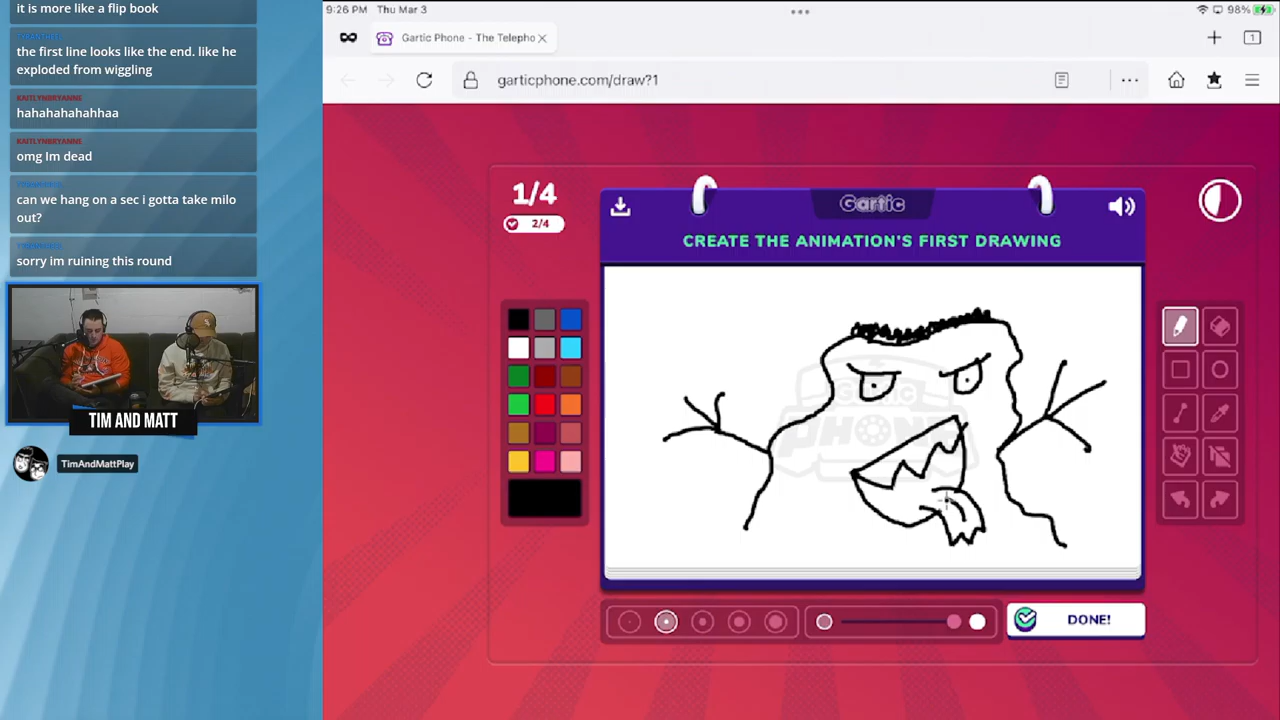 it is more like a flip book
the first line looks like the end. like he
exploded from wiggling
KAITLYNBRYANNE
hahahahahahhaa
KAITLYNBRYANNE
omg Im dead
can we hang on a sec i gotta take milo
out?
sorry im ruining this round
TIM AND MATT
TimAndMattPlay
9:26 PM Thu Mar 3
98%
Gartic Phone - The Telepho
1
garticphone.com/draw?1
1/4
2/4
Gartic
CREATE THE ANIMATION'S FIRST DRAWING
GARTIC
PHONE
DONE!